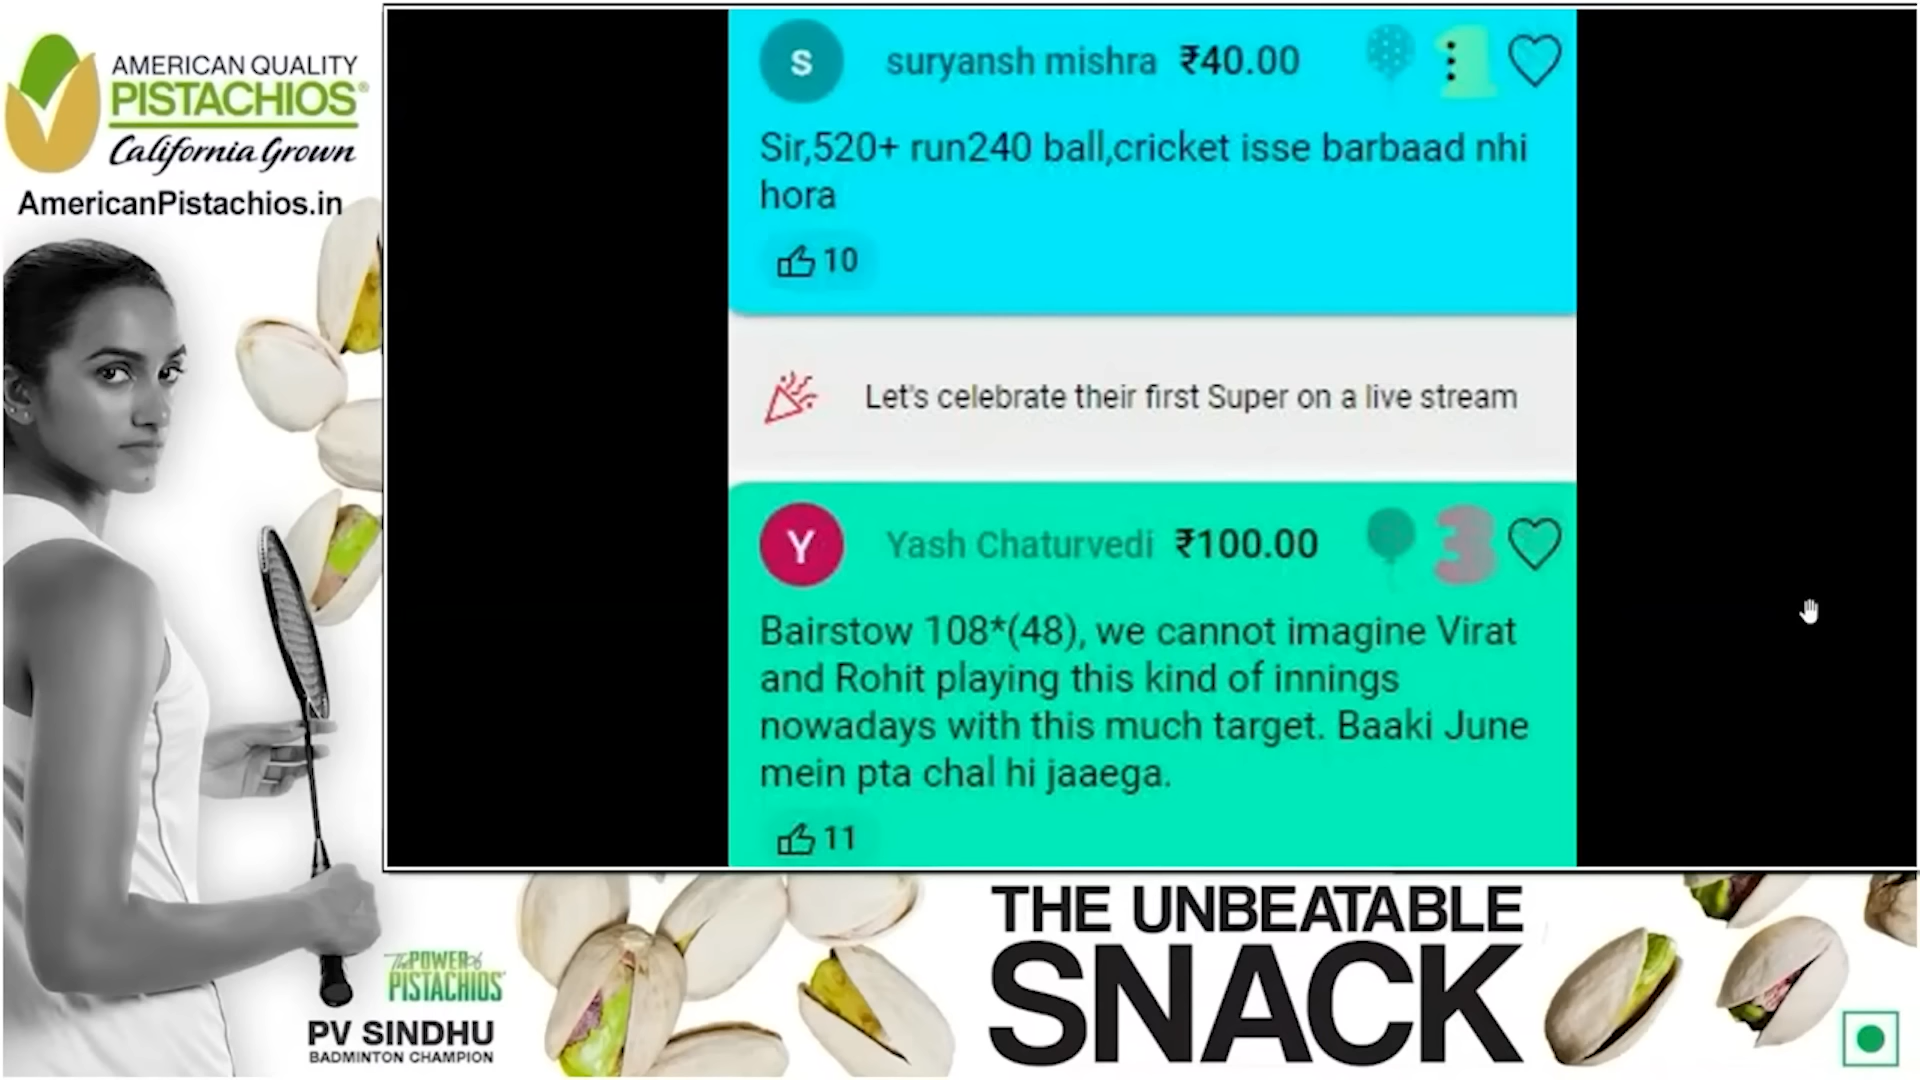 AMERICAN QUALITY
PISTACHIOS®
California Grown
AmericanPistachios.in
s
suryansh mishra ₹40.00
1
Sir,520+ run240 ball,cricket isse barbaad nhi
hora
10
Let's celebrate their first Super on a live stream
Y
Yash Chaturvedi ₹100.00
3
Bairstow 108*(48), we cannot imagine Virat
and Rohit playing this kind of innings
nowadays with this much target. Baaki June
mein pta chal hi jaaega.
11
The POWER of
PISTACHIOS
PV SINDHU
BADMINTON CHAMPION
THE UNBEATABLE
SNACK